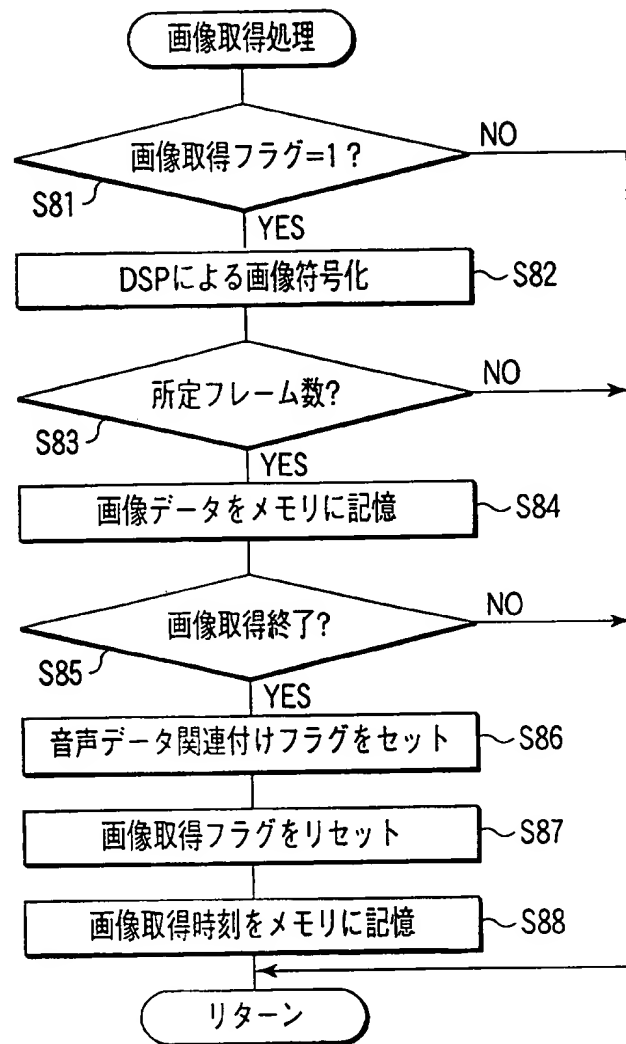 画像取得処理
画像取得フラグ=1?
NO
S81
YES
DSPによる画像符号化
S82
所定フレーム数?
NO
S83
YES
画像データをメモリに記憶
S84
画像取得終了?
NO
S85
YES
音声データ関連付けフラグをセット
S86
画像取得フラグをリセット
S87
画像取得時刻をメモリに記憶
S88
リターン